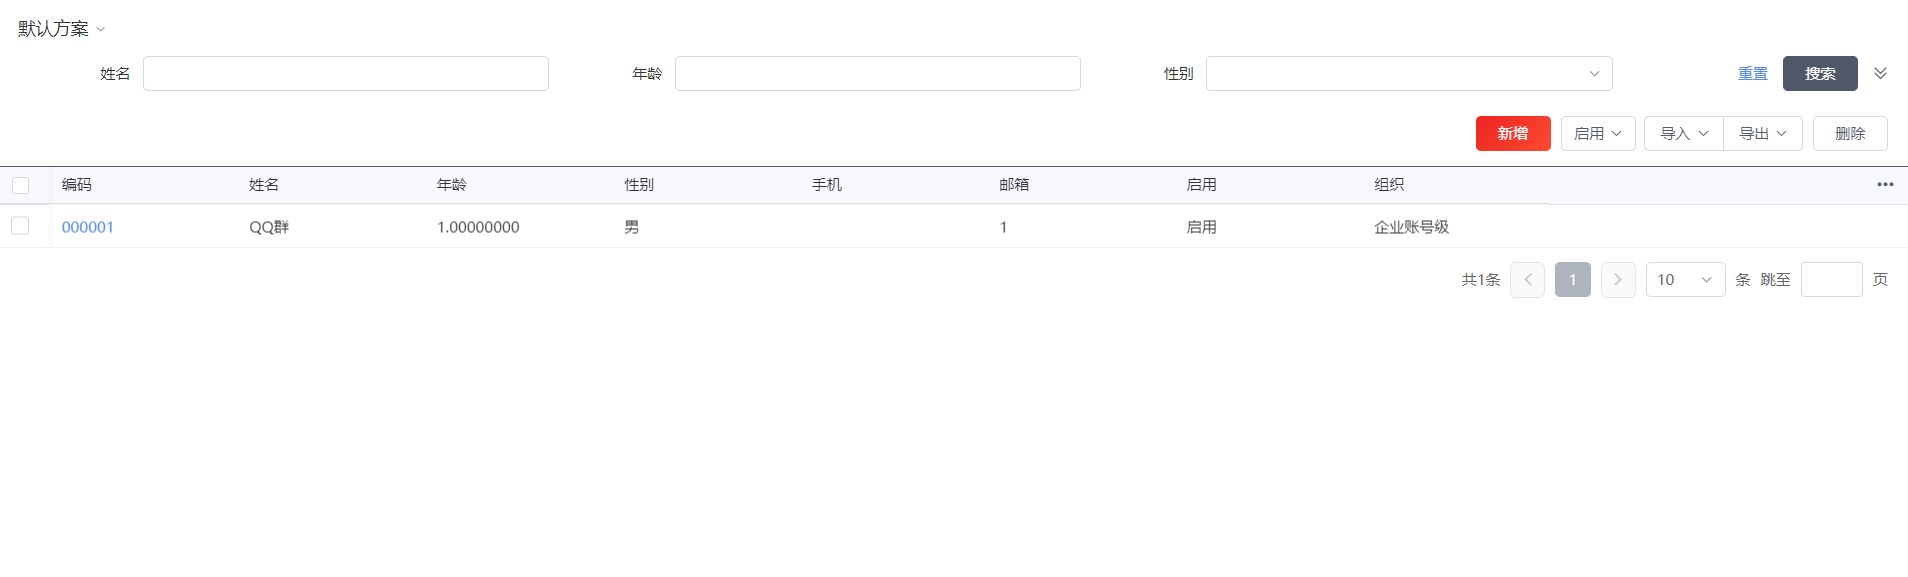 默认方案
姓名 年龄 性别 重置 搜索
新增 启用 导入 导出 删除
编码 姓名 年龄 性别 手机 邮箱 启用 组织 •••
000001 QQ群 1.00000000 男 1 启用 企业账号级
共1条 1 10 条 跳至 页